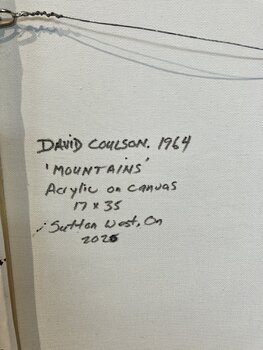 DAVID COULSON. 1964
'MOUNTAINS'
Acrylic on canvas
17 x 35
Sutton West, On
2020